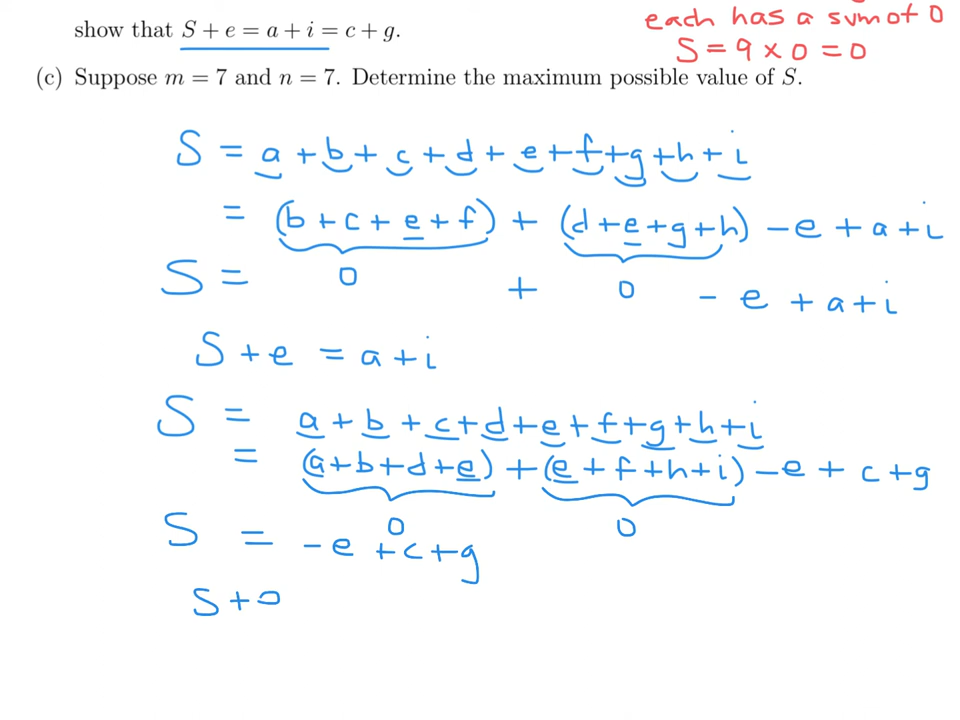 each has a sum of 0
show that S + e = a + i = c + g.
S = 9 × 0 = 0
(c) Suppose m = 7 and n = 7. Determine the maximum possible value of S.
S = a + b + c + d + e + f + g + h + i
= (b + c + e + f) + (d + e + g + h) - e + a + i
S = 0 + 0 - e + a + i
S + e = a + i
S = a + b + c + d + e + f + g + h + i
= (a + b + d + e) + (e + f + h + i) - e + c + g
0 0
S = - e + c + g
S +